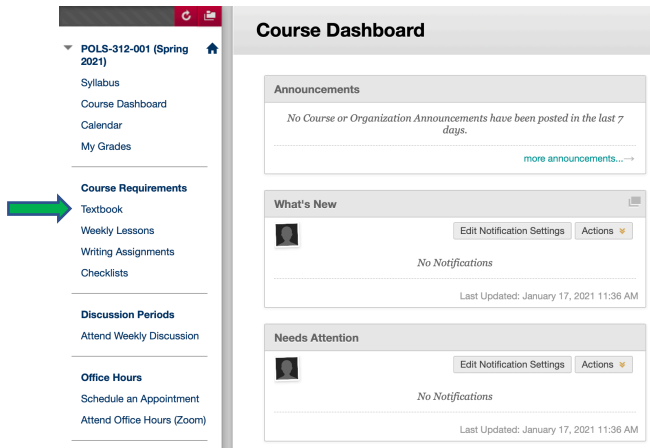 POLS-312-001 (Spring
2021)
Syllabus
Course Dashboard
Calendar
My Grades
Course Requirements
Textbook
Weekly Lessons
Writing Assignments
Checklists
Discussion Periods
Attend Weekly Discussion
Office Hours
Schedule an Appointment
Attend Office Hours (Zoom)
Course Dashboard
Announcements
No Course or Organization Announcements have been posted in the last 7
days.
more announcements...→
What's New
Edit Notification Settings Actions
No Notifications
Last Updated: January 17, 2021 11:36 AM
Needs Attention
Edit Notification Settings Actions
No Notifications
Last Updated: January 17, 2021 11:36 AM